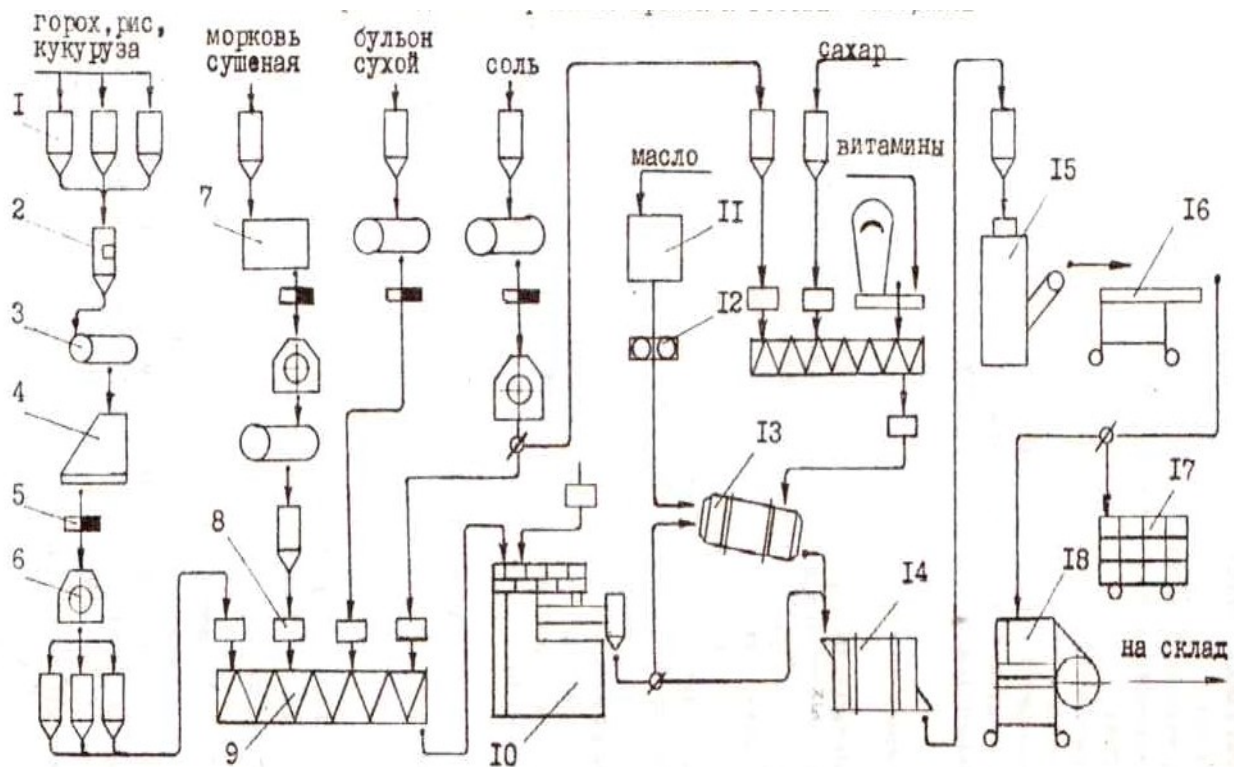 горох, рис,
кукуруза
морковь
сушеная
бульон
сухой
соль
сахар
масло
витамины
I
2
3
4
5
6
7
8
9
I0
II
I2
I3
I4
I5
I6
I7
I8
на склад